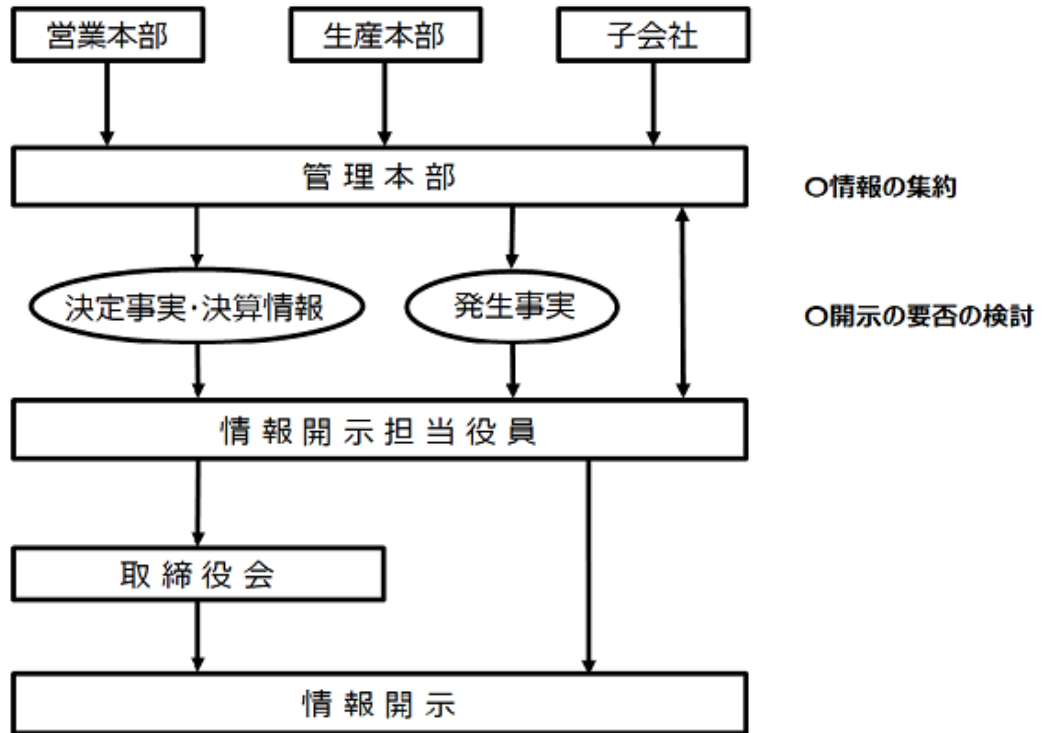 営業本部
生産本部
子会社
管理本部
〇情報の集約
決定事実・決算情報
発生事実
〇開示の要否の検討
情報開示担当役員
取締役会
情報開示